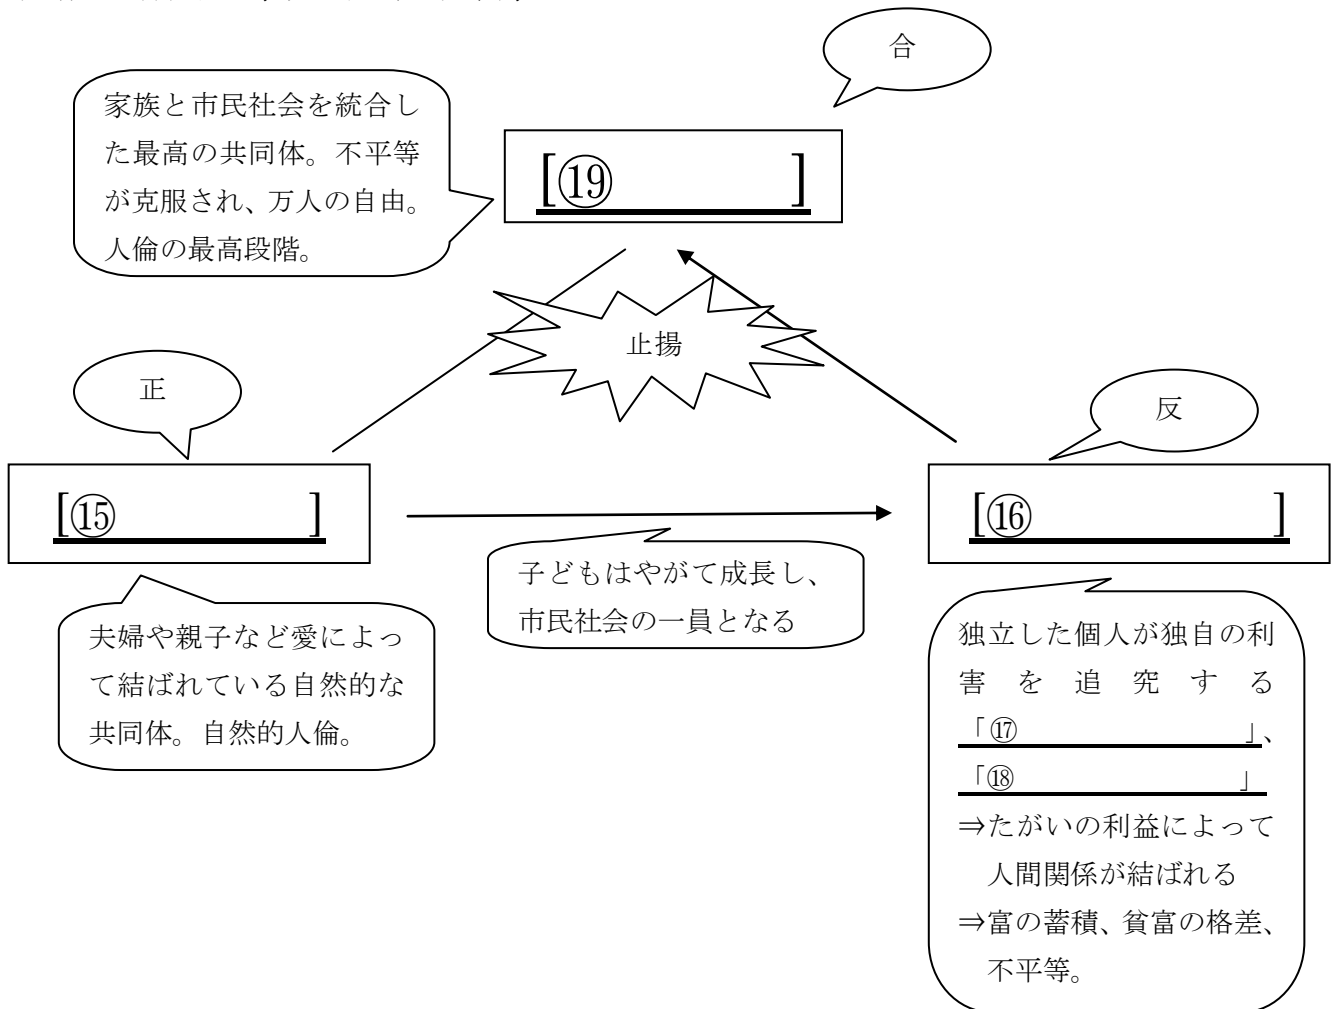 合
家族と市民社会を統合し
た最高の共同体。不平等
が克服され、万人の自由。
人倫の最高段階。
[⑲ ]
止揚
正
反
[⑮ ]
[⑯ ]
子どもはやがて成長し、
市民社会の一員となる
夫婦や親子など愛によっ
て結ばれている自然的な
共同体。自然的人倫。
独立した個人が独自の利
害を追究する
「⑰ 」、
「⑱ 」
⇒たがいの利益によって
人間関係が結ばれる
⇒富の蓄積、貧富の格差、
不平等。